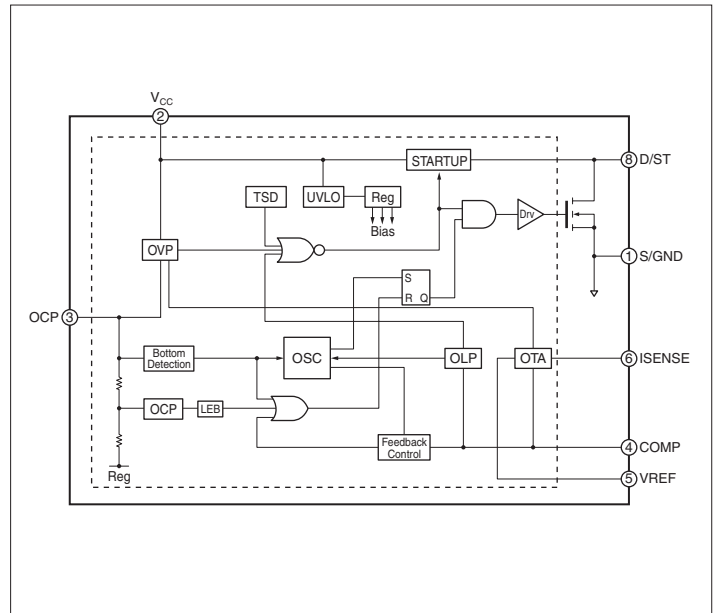 VCC
2
STARTUP
8 D/ST
TSD
UVLO
Reg
Bias
Drv
OVP
1 S/GND
S
R Q
OCP 3
Bottom
Detection
OSC
OLP
OTA
6 ISENSE
OCP
LEB
Feedback
Control
4 COMP
Reg
5 VREF